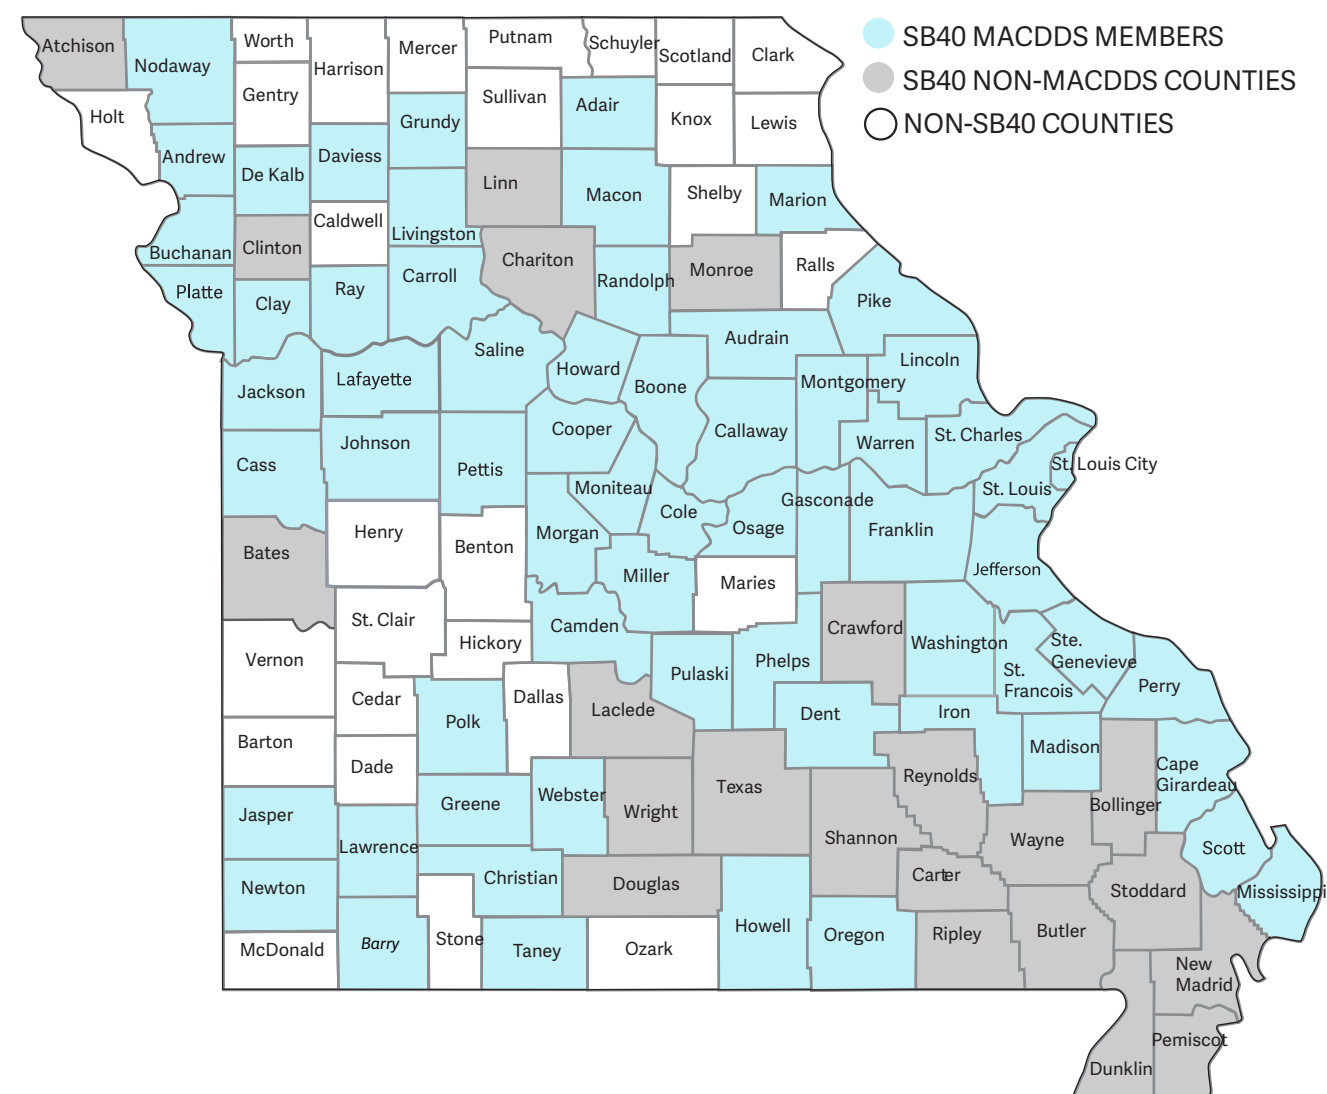 SB40 MACDDS MEMBERS
SB40 NON-MACDDS COUNTIES
NON-SB40 COUNTIES
Atchison
Nodaway
Worth
Harrison
Mercer
Putnam
Schuyler
Scotland
Clark
Holt
Gentry
Sullivan
Adair
Knox
Lewis
Andrew
De Kalb
Daviess
Grundy
Linn
Macon
Shelby
Marion
Buchanan
Clinton
Caldwell
Livingston
Chariton
Randolph
Monroe
Ralls
Platte
Clay
Ray
Carroll
Pike
Audrain
Jackson
Lafayette
Saline
Howard
Boone
Montgomery
Lincoln
Cass
Johnson
Pettis
Cooper
Callaway
Warren
St. Charles
St. Louis City
St. Louis
Moniteau
Cole
Osage
Gasconade
Franklin
Jefferson
Bates
Henry
Benton
Morgan
Miller
Maries
St. Clair
Hickory
Camden
Pulaski
Phelps
Crawford
Washington
St.
Francois
Ste.
Genevieve
Perry
Vernon
Cedar
Polk
Dallas
Laclede
Dent
Iron
Madison
Barton
Dade
Greene
Webster
Wright
Texas
Reynolds
Bollinger
Cape
Girardeau
Jasper
Lawrence
Christian
Douglas
Shannon
Wayne
Scott
Newton
Carter
Stoddard
Mississippi
McDonald
Barry
Stone
Taney
Ozark
Howell
Oregon
Ripley
Butler
New
Madrid
Dunklin
Pemiscot